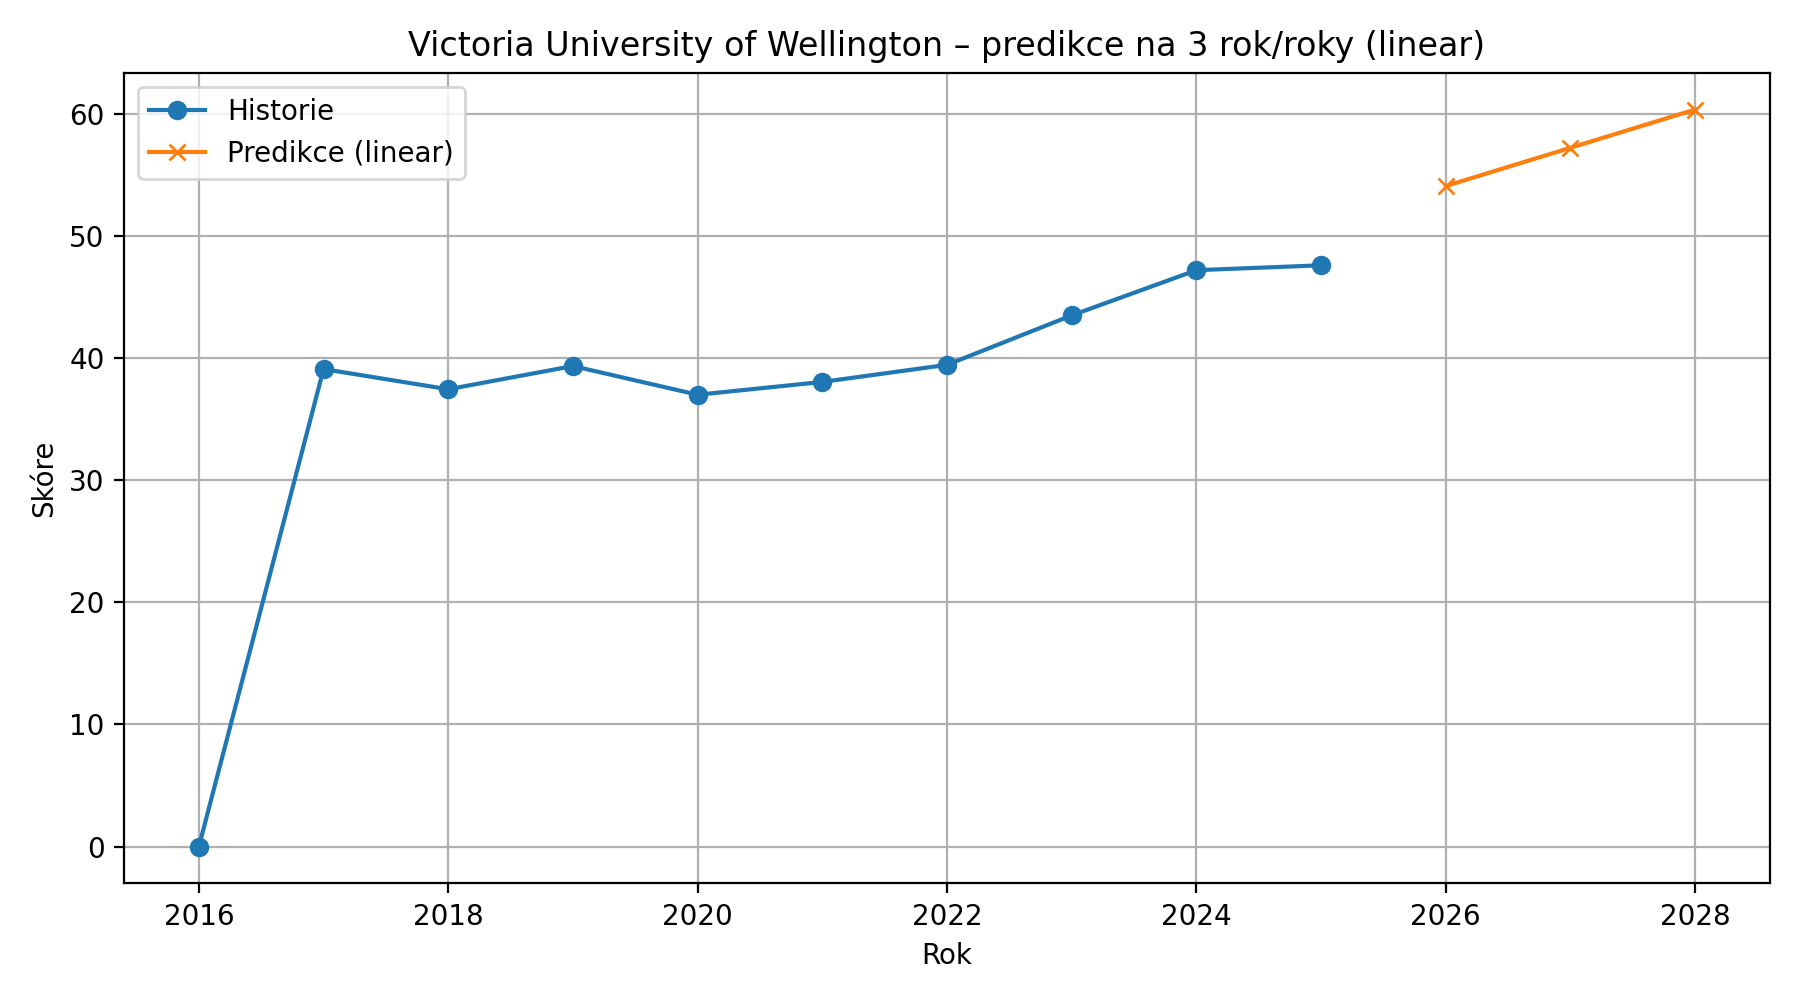 Victoria University of Wellington – predikce na 3 rok/roky (linear)
Historie
Predikce (linear)
60
50
40
30
20
10
0
Skóre
2016 2018 2020 2022 2024 2026 2028
Rok